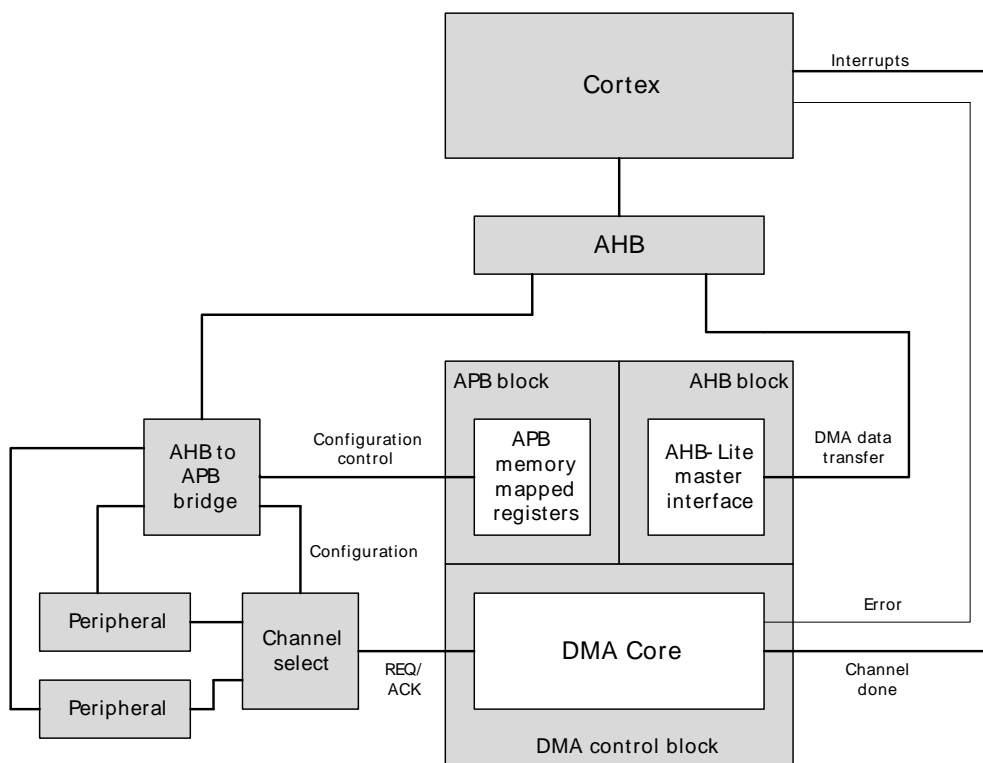 Interrupts
Cortex
AHB
APB block
AHB block
AHB to
APB
bridge
Configuration
control
APB
memory
mapped
registers
AHB-Lite
master
interface
DMA data
transfer
Configuration
Peripheral
Channel
select
Peripheral
REQ/
ACK
DMA Core
Error
Channel
done
DMA control block